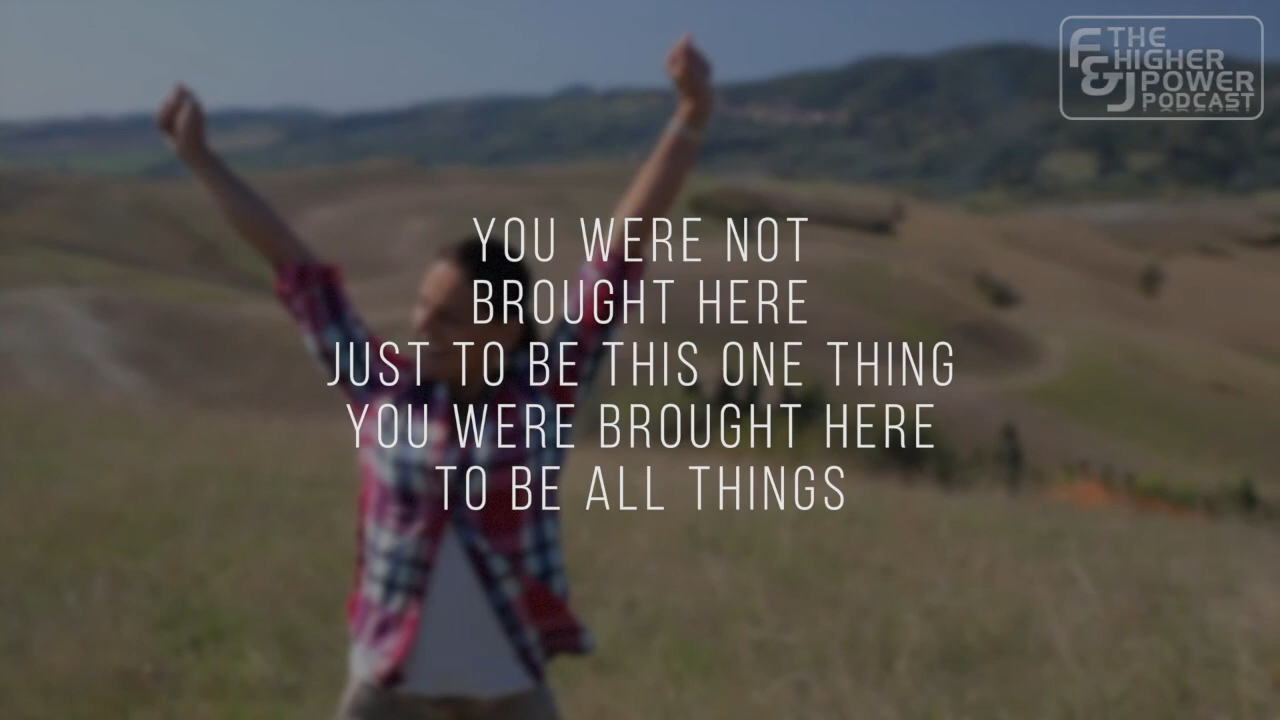 F&J THE
HIGHER
POWER
PODCAST
YOU WERE NOT
BROUGHT HERE
JUST TO BE THIS ONE THING
YOU WERE BROUGHT HERE
TO BE ALL THINGS